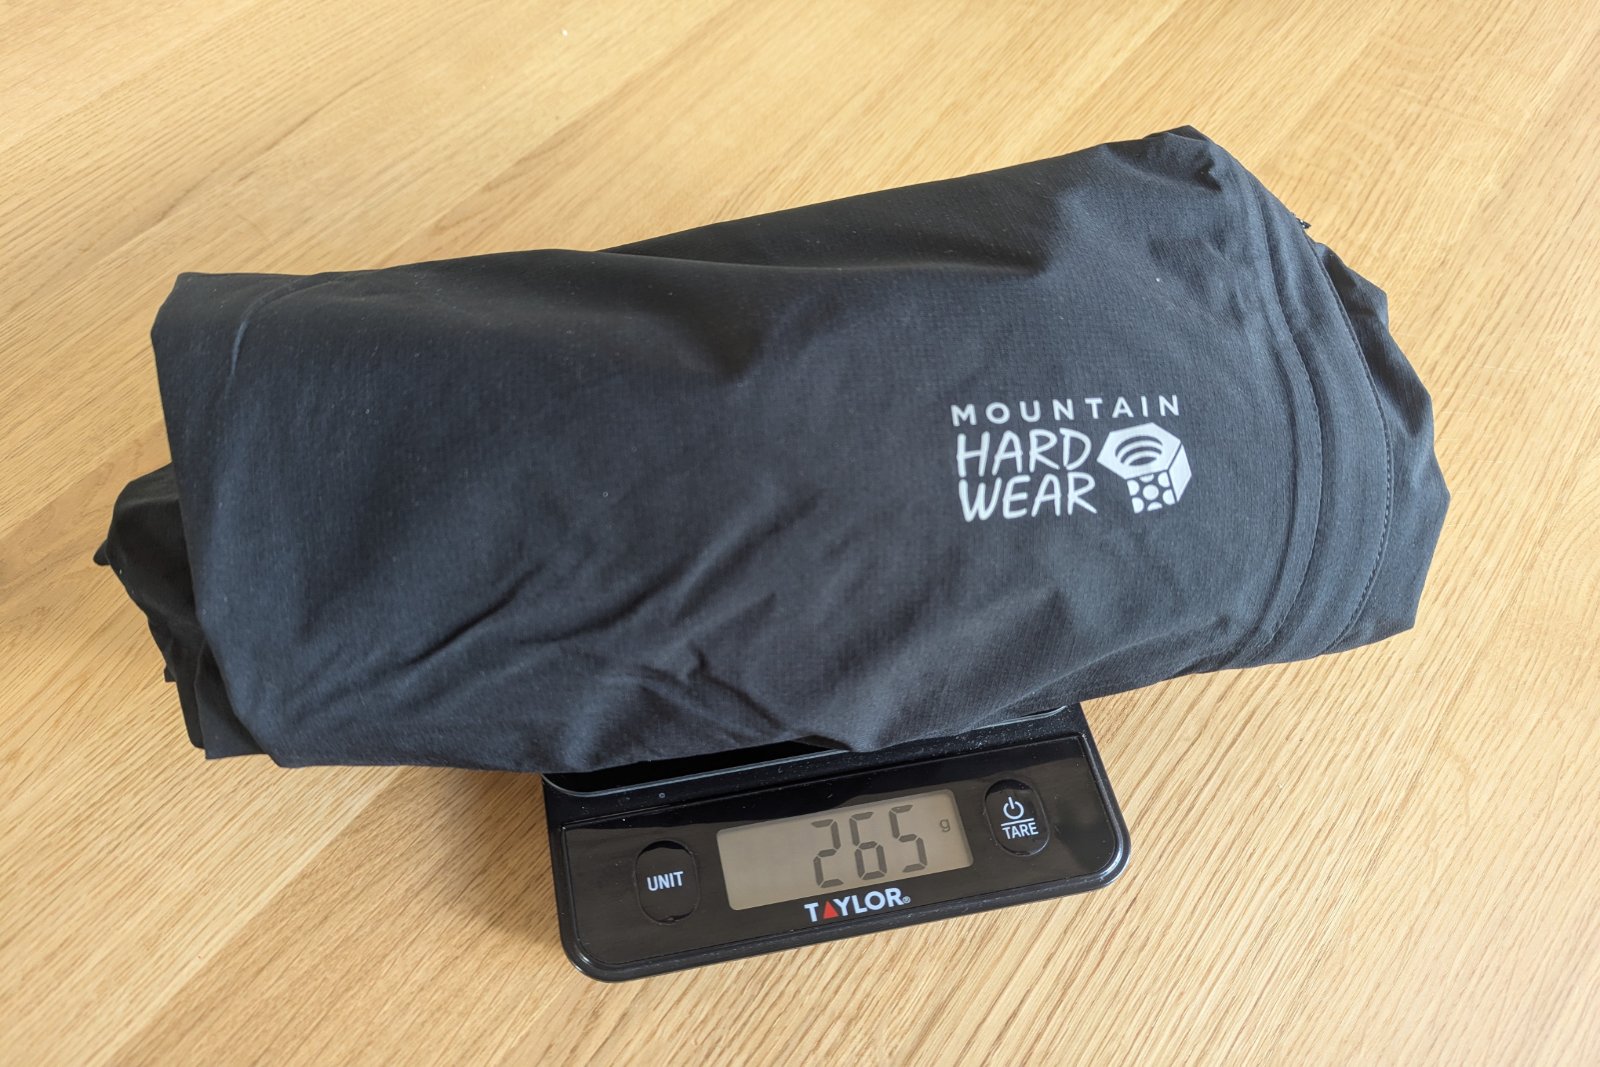 MOUNTAIN
HARD
WEAR
265 g
UNIT
TARE
TAYLOR®